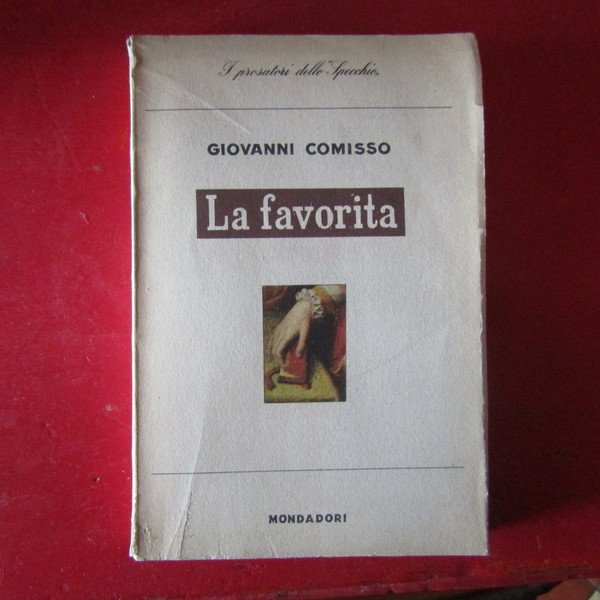 I prosatori dello "Specchio"
GIOVANNI COMISSO
La favorita
MONDADORI